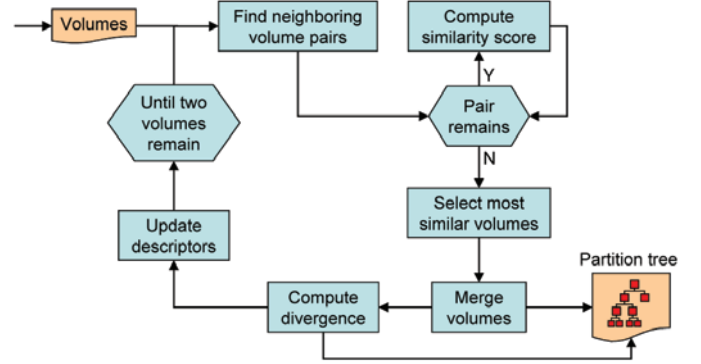 Volumes
Find neighboring
volume pairs
Compute
similarity score
Until two
volumes
remain
Y
Pair
remains
N
Select most
similar volumes
Update
descriptors
Partition tree
Compute
divergence
Merge
volumes